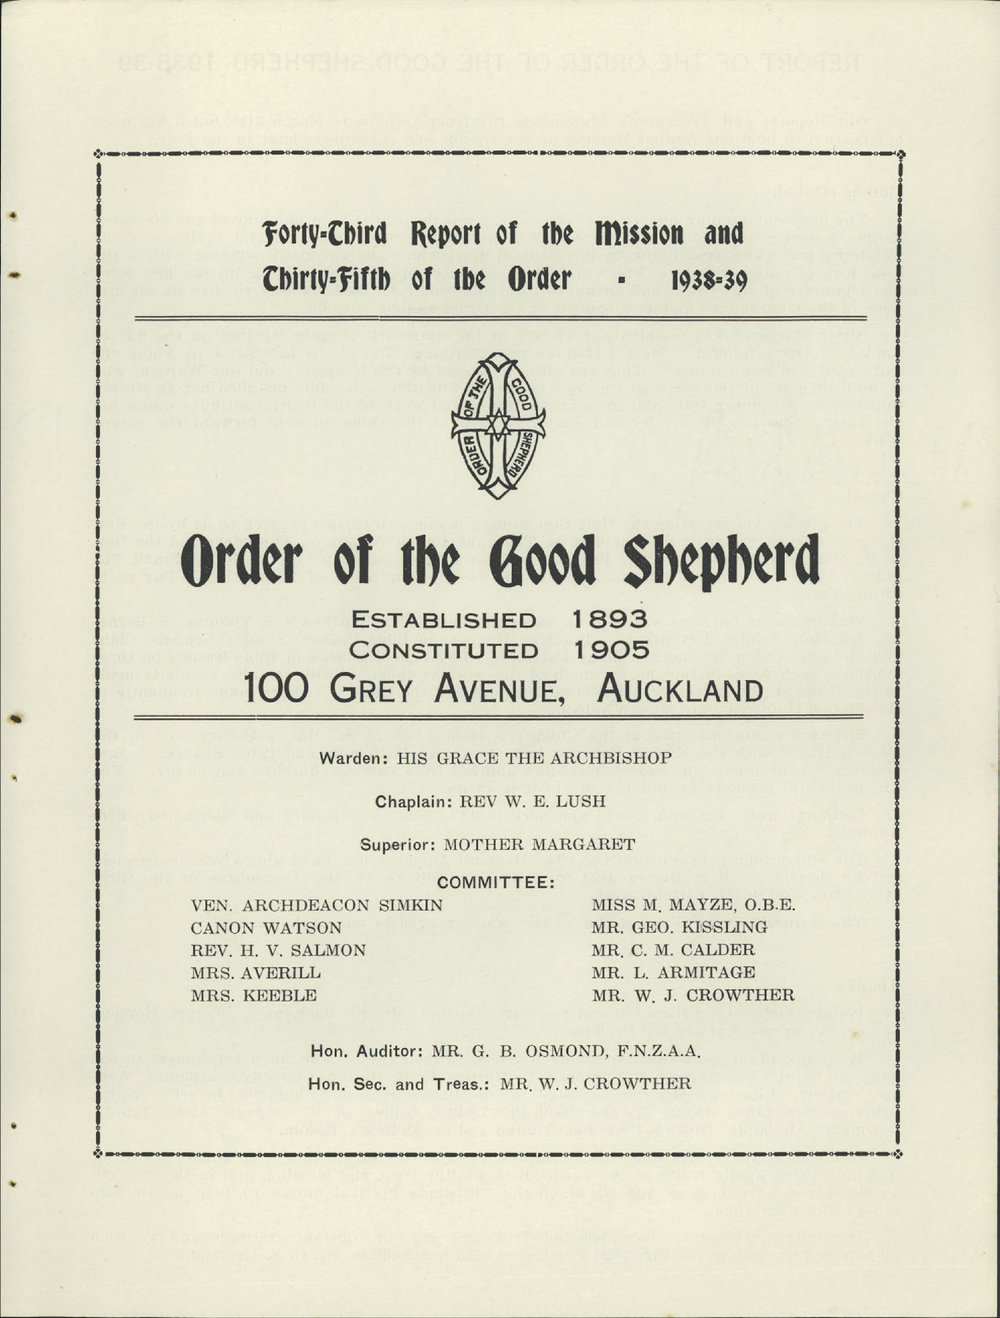 Forty-Third Report of the Mission and
Thirty-Fifth of the Order - 1938-39
ORDER OF THE GOOD SHEPHERD
Order of the Good Shepherd
ESTABLISHED 1893
CONSTITUTED 1905
100 GREY AVENUE, AUCKLAND
Warden: HIS GRACE THE ARCHBISHOP
Chaplain: REV W. E. LUSH
Superior: MOTHER MARGARET
COMMITTEE:
VEN. ARCHDEACON SIMKIN
CANON WATSON
REV. H. V. SALMON
MRS. AVERILL
MRS. KEEBLE
MISS M. MAYZE, O.B.E.
MR. GEO. KISSLING
MR. C. M. CALDER
MR. L. ARMITAGE
MR. W. J. CROWTHER
Hon. Auditor: MR. G. B. OSMOND, F.N.Z.A.A.
Hon. Sec. and Treas.: MR. W. J. CROWTHER